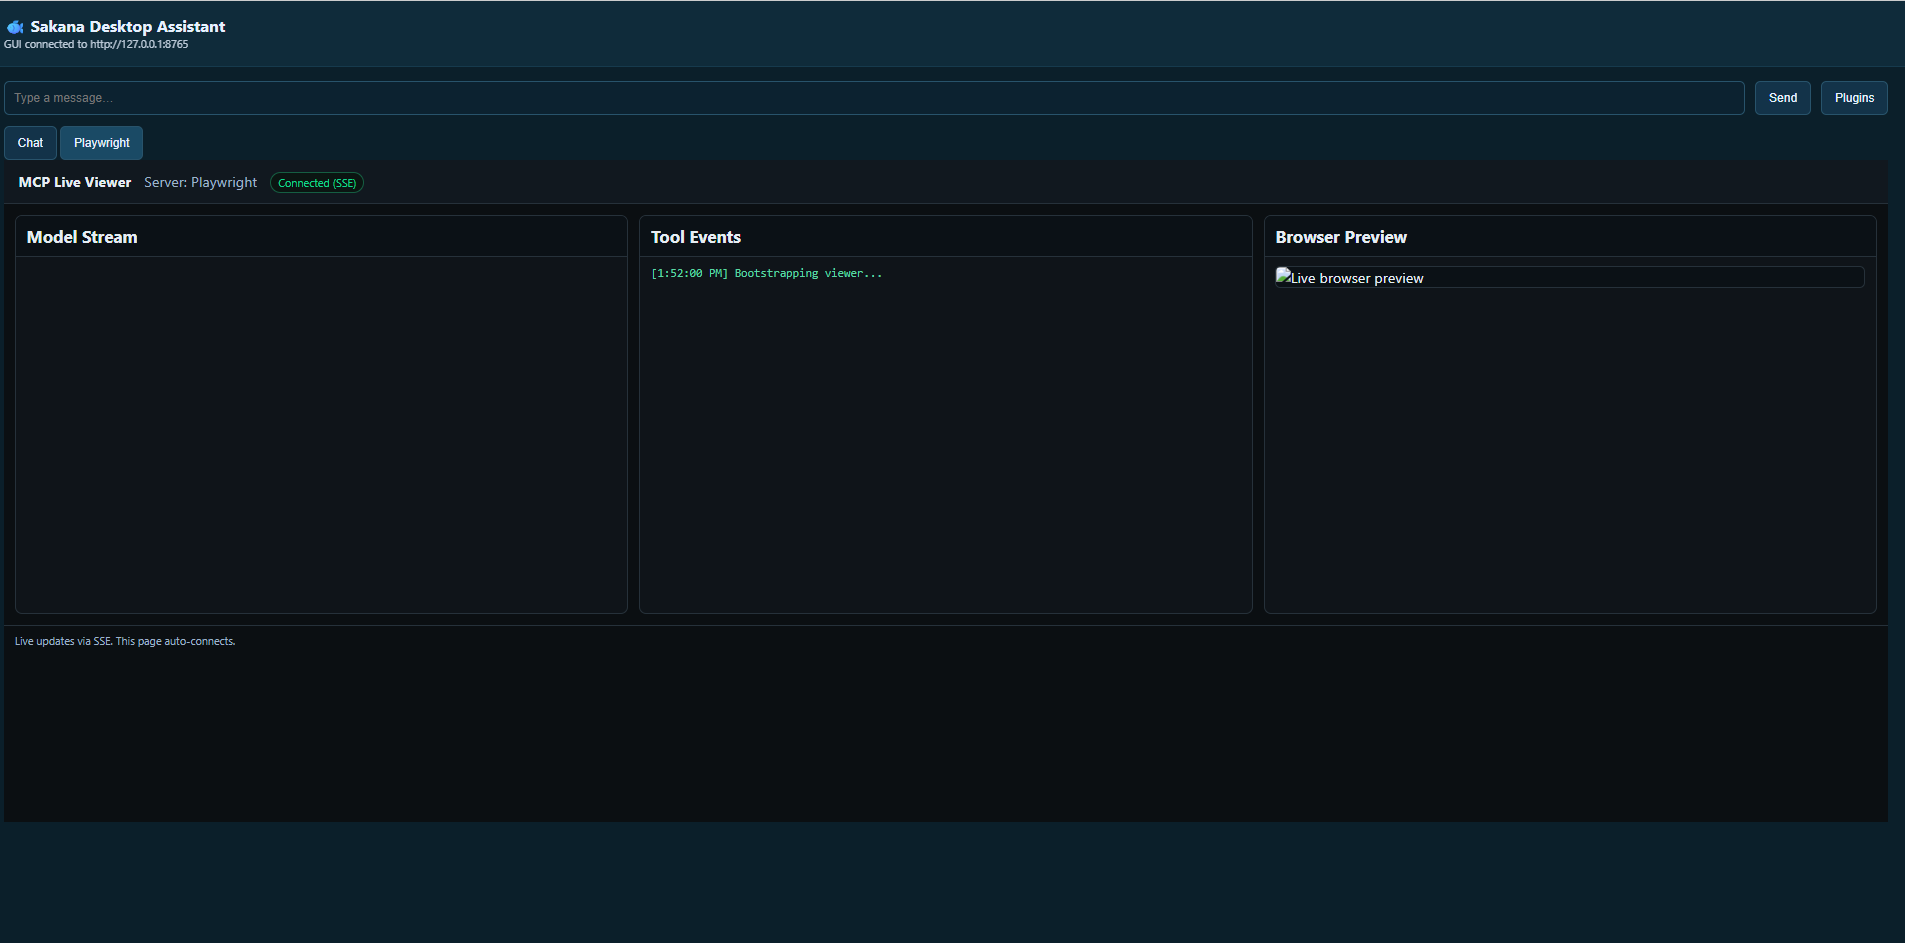 Sakana Desktop Assistant
GUI connected to http://127.0.0.1:8765
Type a message...
Send
Plugins
Chat
Playwright
MCP Live Viewer
Server: Playwright
Connected (SSE)
Model Stream
Tool Events
[1:52:00 PM] Bootstrapping viewer...
Browser Preview
Live browser preview
Live updates via SSE. This page auto-connects.